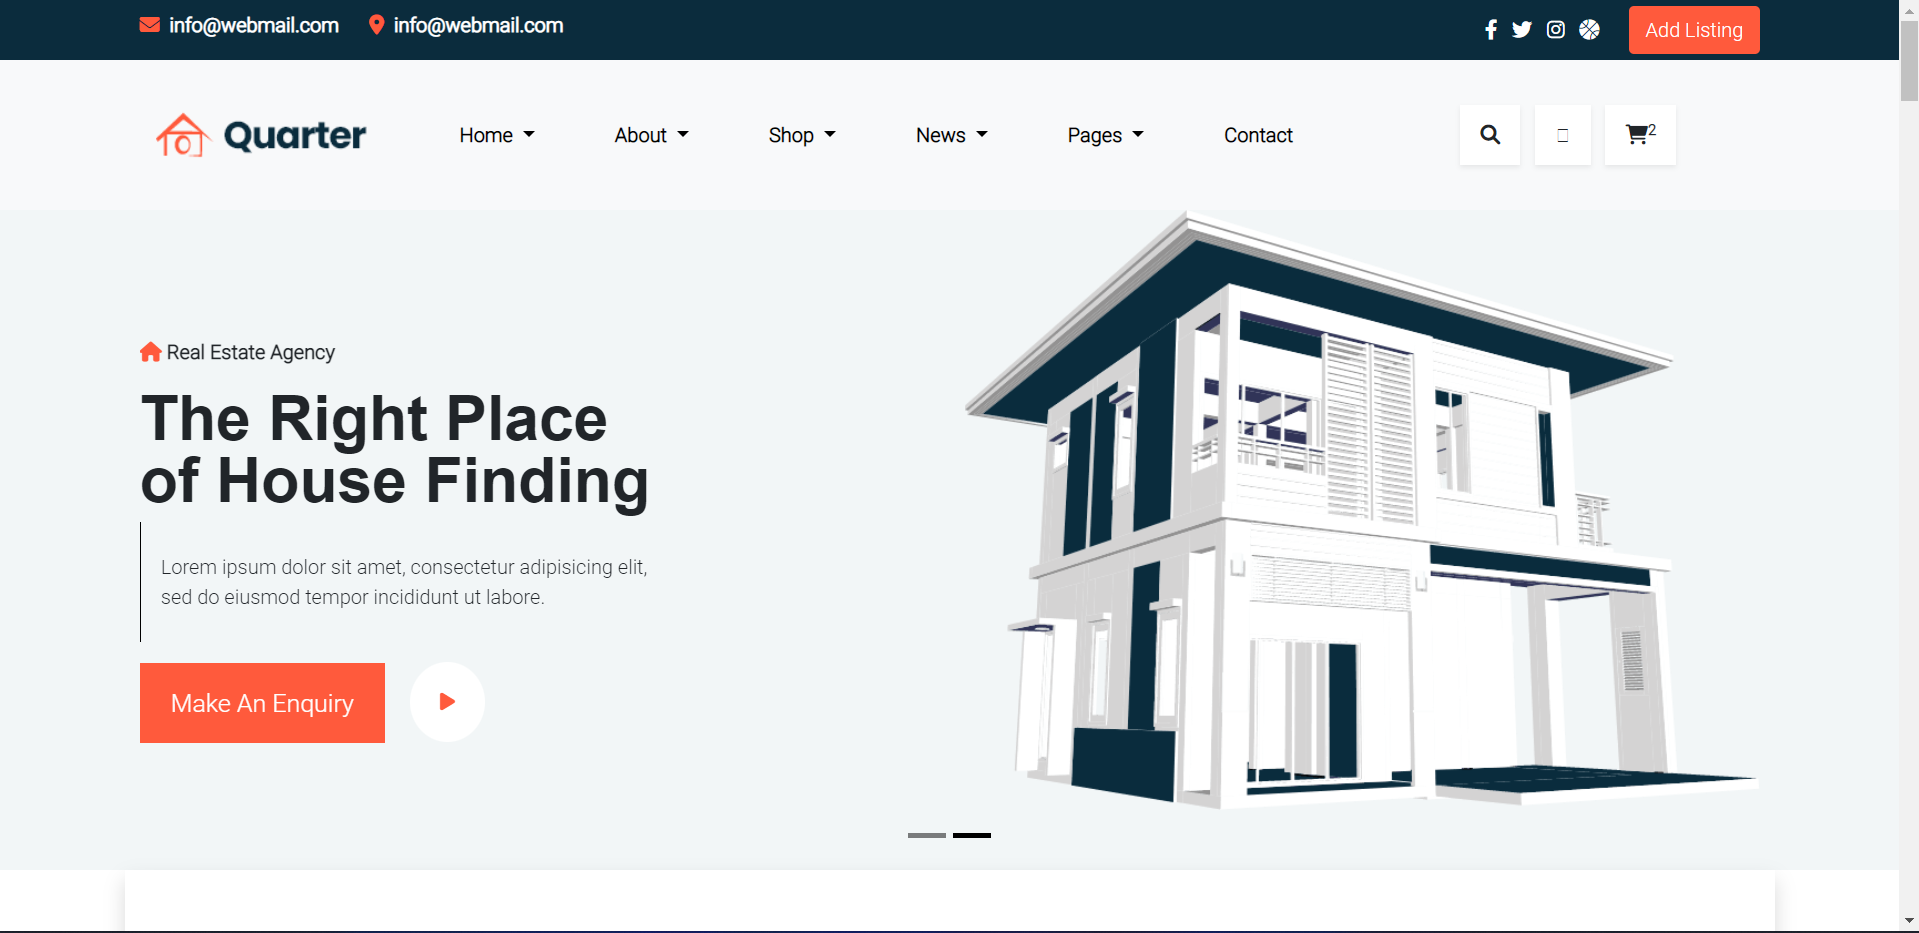 info@webmail.com info@webmail.com Add Listing
Quarter Home About Shop News Pages Contact 2
Real Estate Agency
The Right Place
of House Finding
Lorem ipsum dolor sit amet, consectetur adipisicing elit,
sed do eiusmod tempor incididunt ut labore.
Make An Enquiry